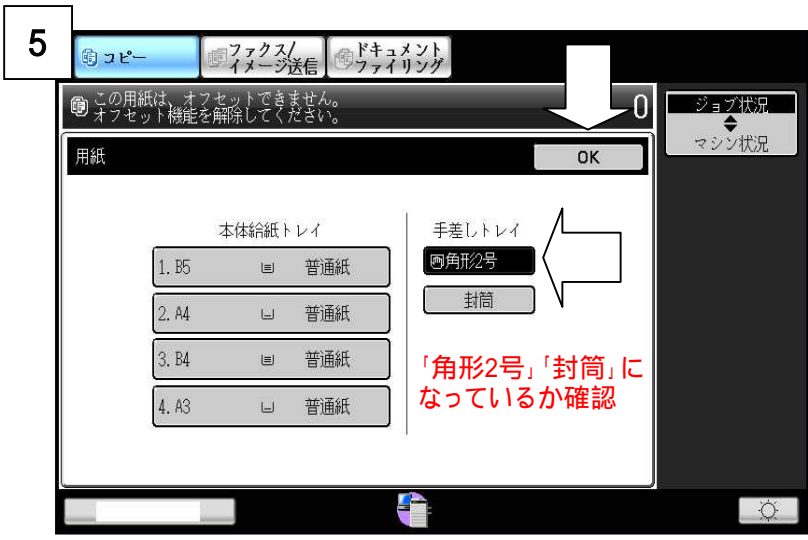 5
コピー
ファクス/
イメージ送信
ドキュメント
ファイリング
この用紙は、オフセットできません。
オフセット機能を解除してください。
0
ジョブ状況
マシン状況
用紙
OK
本体給紙トレイ
手差しトレイ
1. B5 普通紙
角形2号
2. A4 普通紙
封筒
3. B4 普通紙
4. A3 普通紙
「角形2号」「封筒」に
なっているか確認